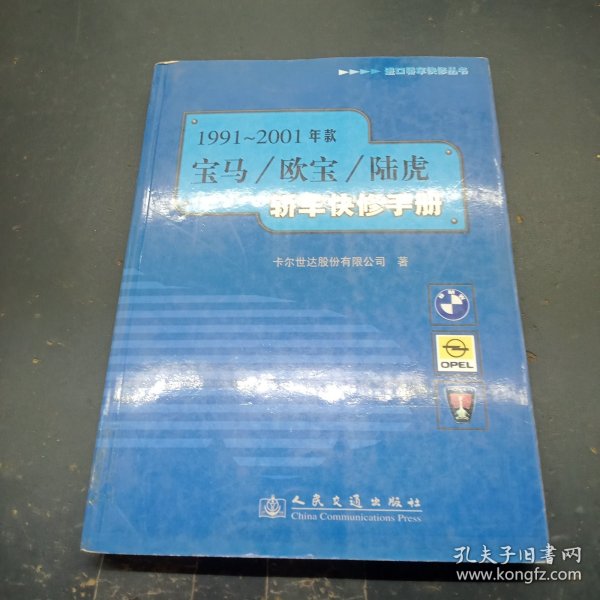 进口轿车快修丛书
1991~2001年款
宝马/欧宝/陆虎
轿车快修手册
卡尔世达股份有限公司 著
OPEL
人民交通出版社
China Communications Press
孔夫子旧书网
www.kongfz.com